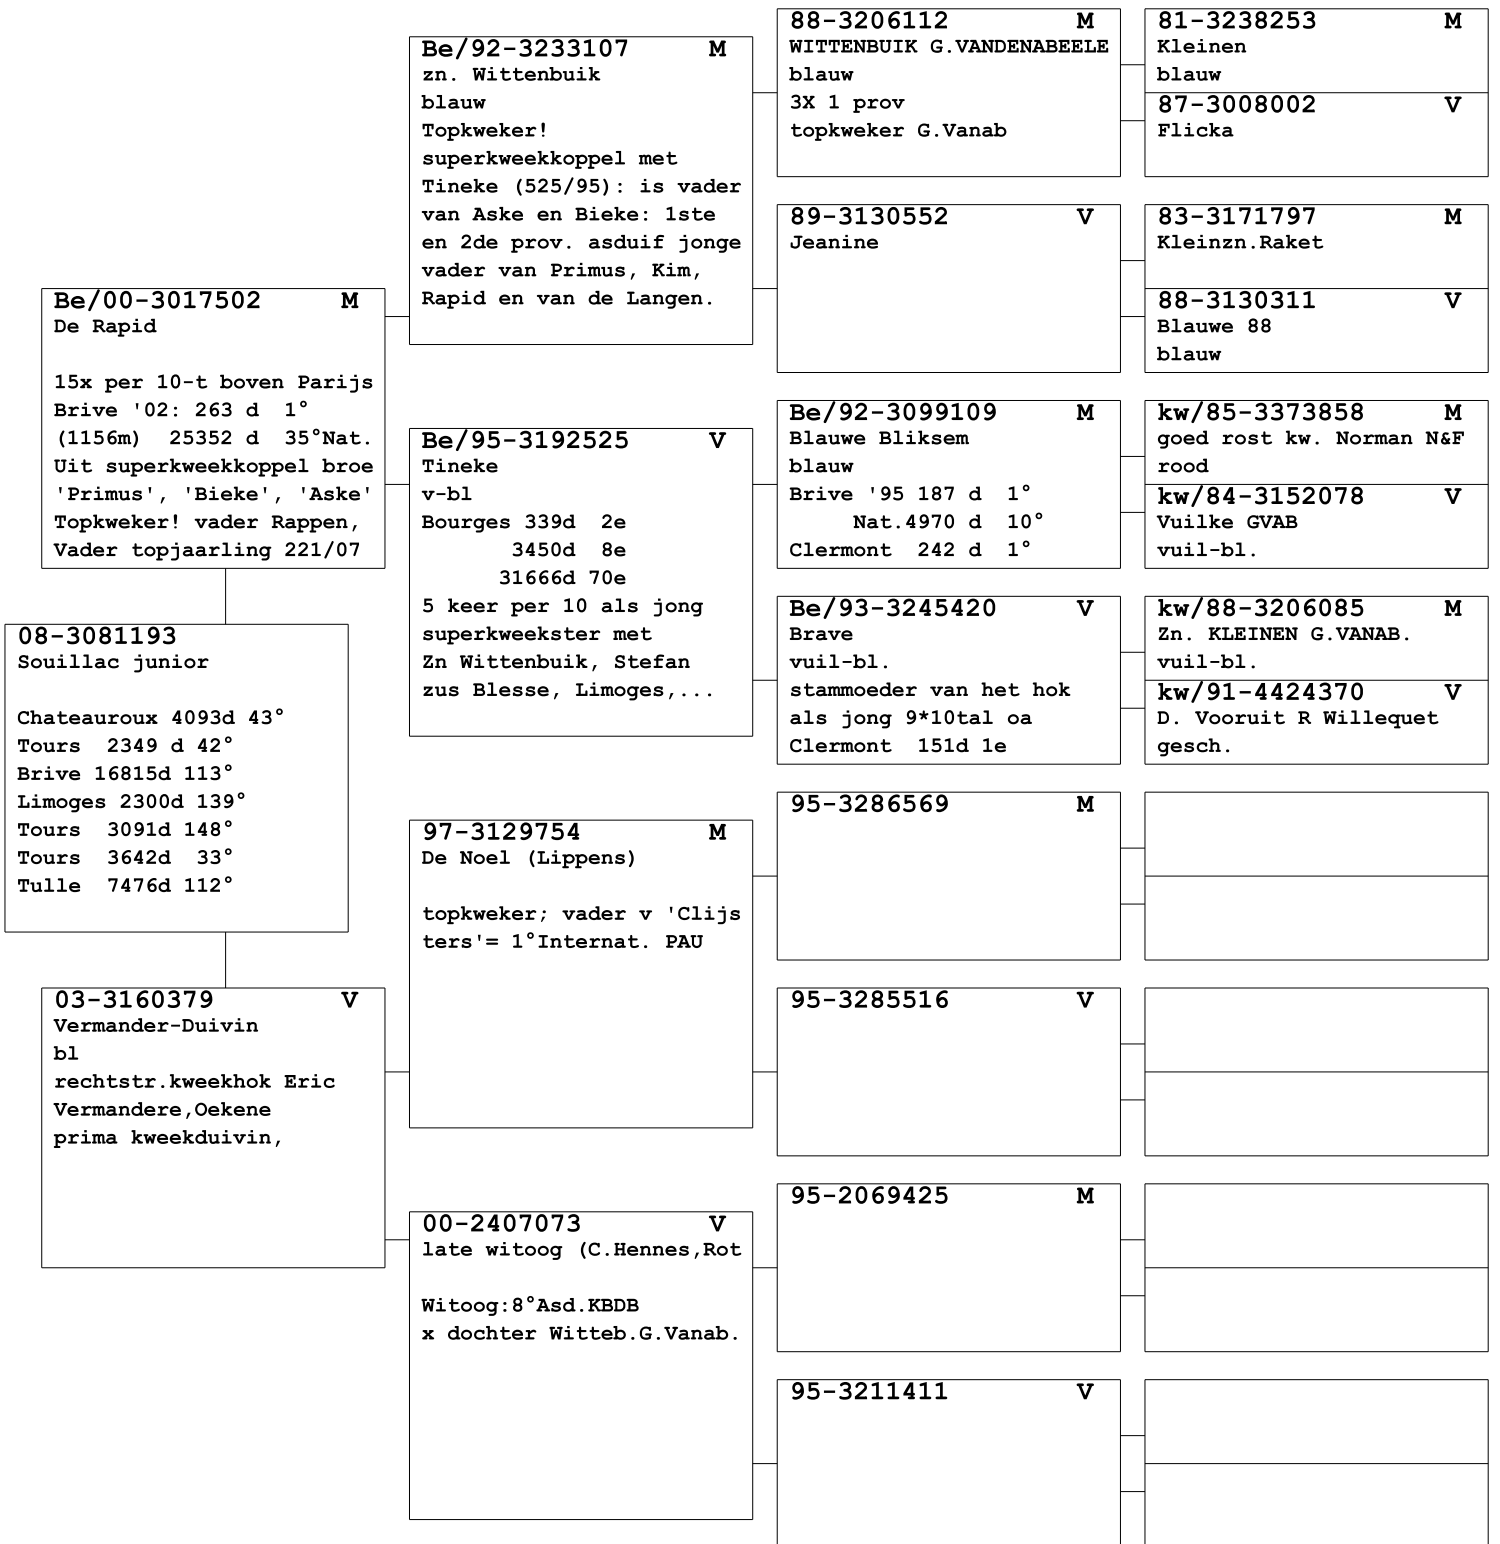 08-3081193
Souillac junior
Chateauroux 4093d 43°
Tours 2349 d 42°
Brive 16815d 113°
Limoges 2300d 139°
Tours 3091d 148°
Tours 3642d 33°
Tulle 7476d 112°
Be/00-3017502 M
De Rapid
15x per 10-t boven Parijs
Brive '02: 263 d 1°
(1156m) 25352 d 35°Nat.
Uit superkweekkoppel broe
'Primus', 'Bieke', 'Aske'
Topkweker! vader Rappen,
Vader topjaarling 221/07
03-3160379 V
Vermander-Duivin
bl
rechtstr.kweekhok Eric
Vermandere,Oekene
prima kweekduivin,
Be/92-3233107 M
zn. Wittenbuik
blauw
Topkweker!
superkweekkoppel met
Tineke (525/95): is vader
van Aske en Bieke: 1ste
en 2de prov. asduif jonge
vader van Primus, Kim,
Rapid en van de Langen.
Be/95-3192525 V
Tineke
v-bl
Bourges 339d 2e
3450d 8e
31666d 70e
5 keer per 10 als jong
superkweekster met
Zn Wittenbuik, Stefan
zus Blesse, Limoges,...
97-3129754 M
De Noel (Lippens)
topkweker; vader v 'Clijs
ters'= 1°Internat. PAU
00-2407073 V
late witoog (C.Hennes,Rot
Witoog:8°Asd.KBDB
x dochter Witteb.G.Vanab.
88-3206112 M
WITTENBUIK G.VANDENABEELE
blauw
3X 1 prov
topkweker G.Vanab
89-3130552 V
Jeanine
Be/92-3099109 M
Blauwe Bliksem
blauw
Brive '95 187 d 1°
Nat.4970 d 10°
Clermont 242 d 1°
Be/93-3245420 V
Brave
vuil-bl.
stammoeder van het hok
als jong 9*10tal oa
Clermont 151d 1e
95-3286569 M
95-3285516 V
95-2069425 M
95-3211411 V
81-3238253 M
Kleinen
blauw
87-3008002 V
Flicka
83-3171797 M
Kleinzn.Raket
88-3130311 V
Blauwe 88
blauw
kw/85-3373858 M
goed rost kw. Norman N&F
rood
kw/84-3152078 V
Vuilke GVAB
vuil-bl.
kw/88-3206085 M
Zn. KLEINEN G.VANAB.
vuil-bl.
kw/91-4424370 V
D. Vooruit R Willequet
gesch.